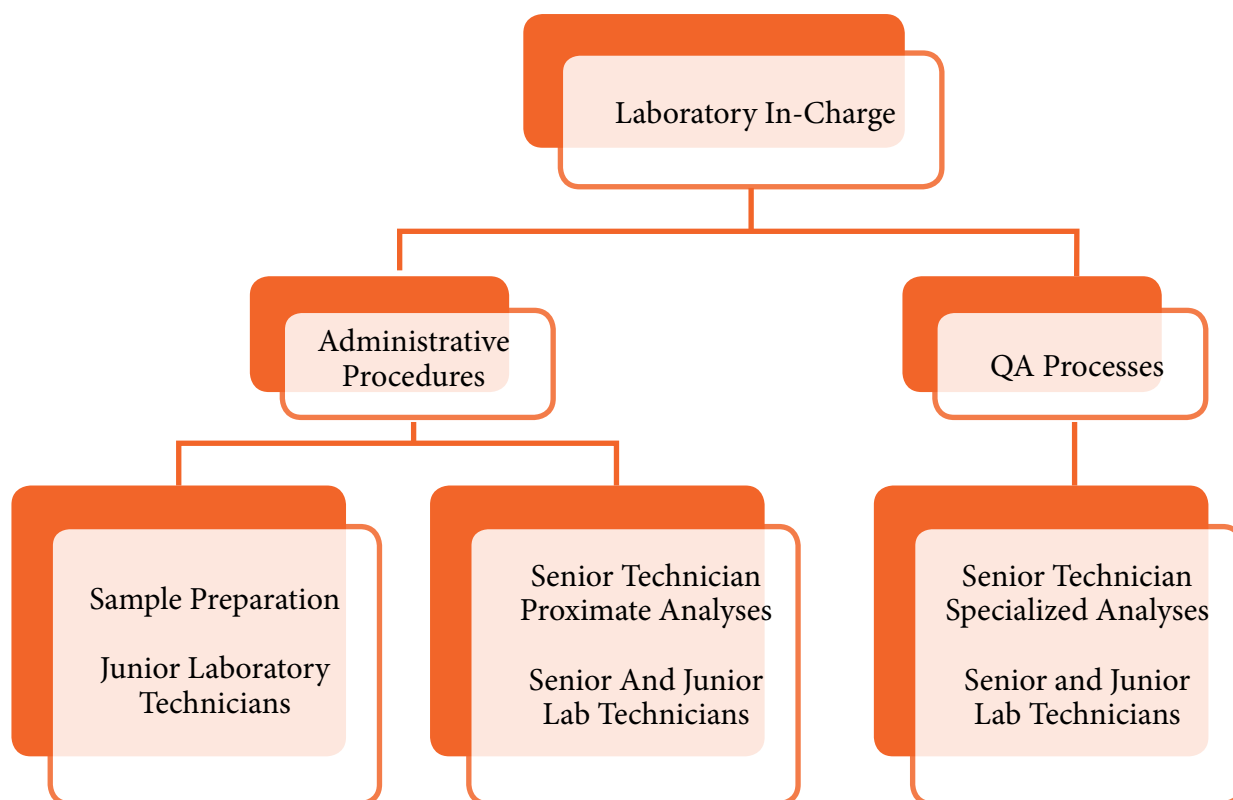 Laboratory In-Charge
Administrative
Procedures
QA Processes
Sample Preparation
Junior Laboratory
Technicians
Senior Technician
Proximate Analyses
Senior And Junior
Lab Technicians
Senior Technician
Specialized Analyses
Senior and Junior
Lab Technicians